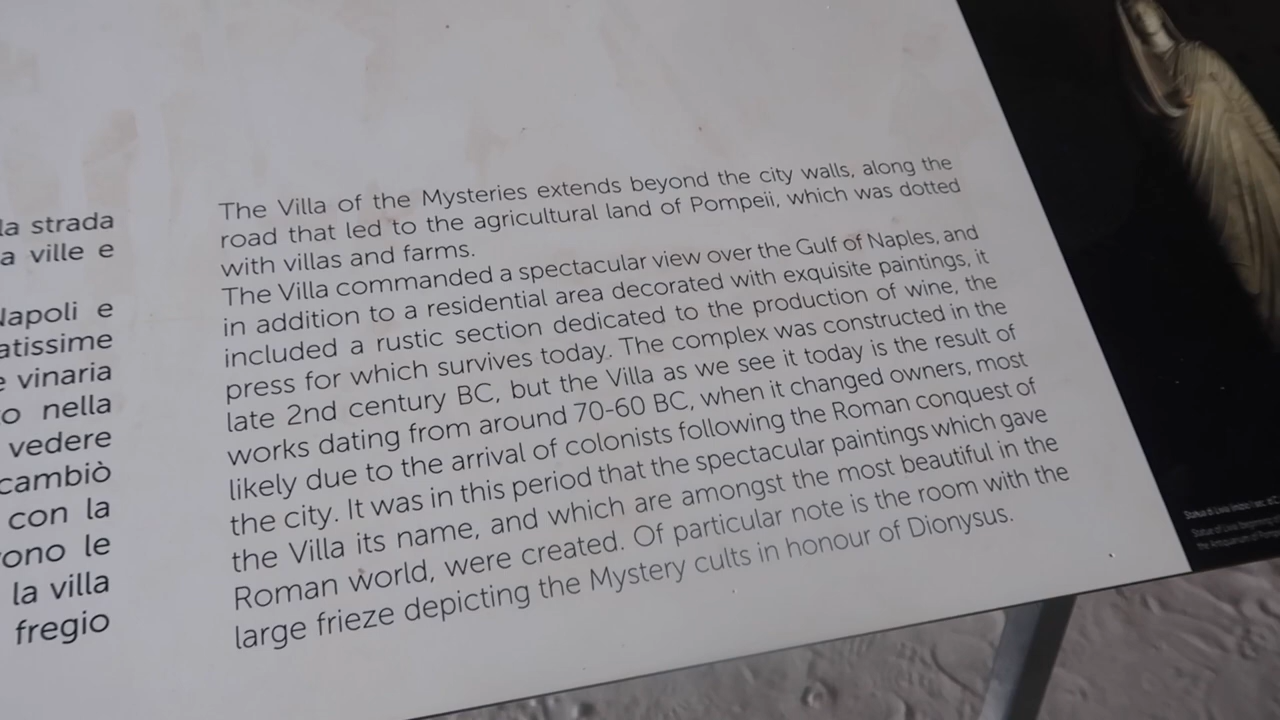 la strada
a ville e
Napoli e
atissime
e vinaria
o nella
vedere
cambiò
con la
ono le
la villa
fregio
The Villa of the Mysteries extends beyond the city walls, along the
road that led to the agricultural land of Pompeii, which was dotted
with villas and farms.
The Villa commanded a spectacular view over the Gulf of Naples, and
in addition to a residential area decorated with exquisite paintings, it
included a rustic section dedicated to the production of wine, the
press for which survives today. The complex was constructed in the
late 2nd century BC, but the Villa as we see it today is the result of
works dating from around 70-60 BC, when it changed owners, most
likely due to the arrival of colonists following the Roman conquest of
the city. It was in this period that the spectacular paintings which gave
the Villa its name, and which are amongst the most beautiful in the
Roman world, were created. Of particular note is the room with the
large frieze depicting the Mystery cults in honour of Dionysus.